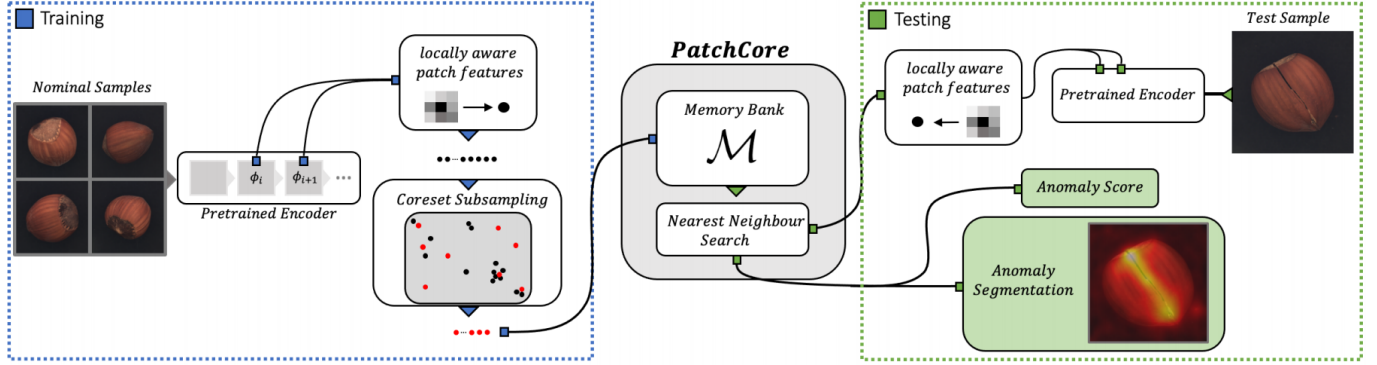 Training
Nominal Samples
ϕi
ϕi+1
...
Pretrained Encoder
locally aware
patch features
Coreset Subsampling
PatchCore
Memory Bank
ℳ
Nearest Neighbour
Search
Testing
locally aware
patch features
Pretrained Encoder
Test Sample
Anomaly Score
Anomaly
Segmentation